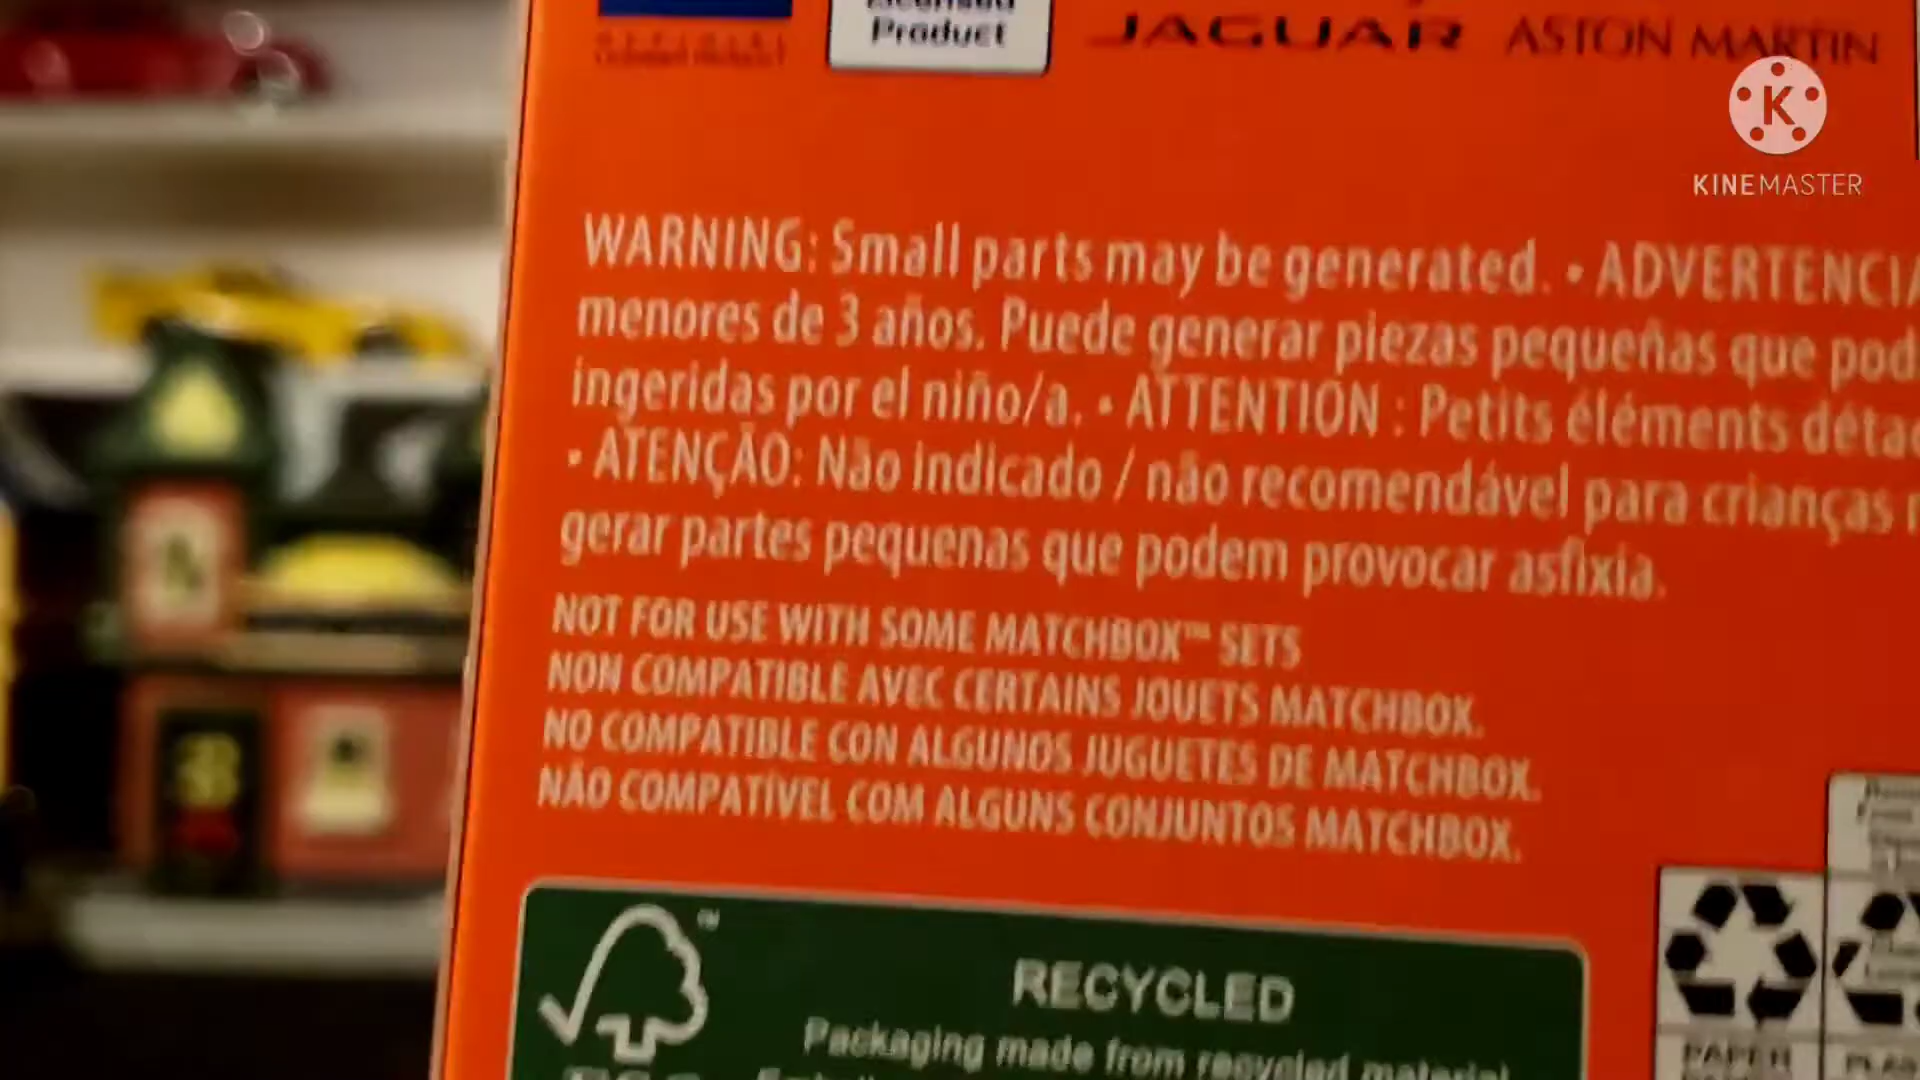 Product
JAGUAR
ASTON MARTIN
K
KINEMASTER
WARNING: Small parts may be generated. • ADVERTENCIA
menores de 3 años. Puede generar piezas pequeñas que pod
ingeridas por el niño/a. • ATTENTION : Petits éléments déta
• ATENÇÃO: Não indicado / não recomendável para crianças
gerar partes pequenas que podem provocar asfixia.
NOT FOR USE WITH SOME MATCHBOX™ SETS
NON COMPATIBLE AVEC CERTAINS JOUETS MATCHBOX.
NO COMPATIBLE CON ALGUNOS JUGUETES DE MATCHBOX.
NÃO COMPATÍVEL COM ALGUNS CONJUNTOS MATCHBOX.
™
RECYCLED
Packaging made from recycled material
PAPER